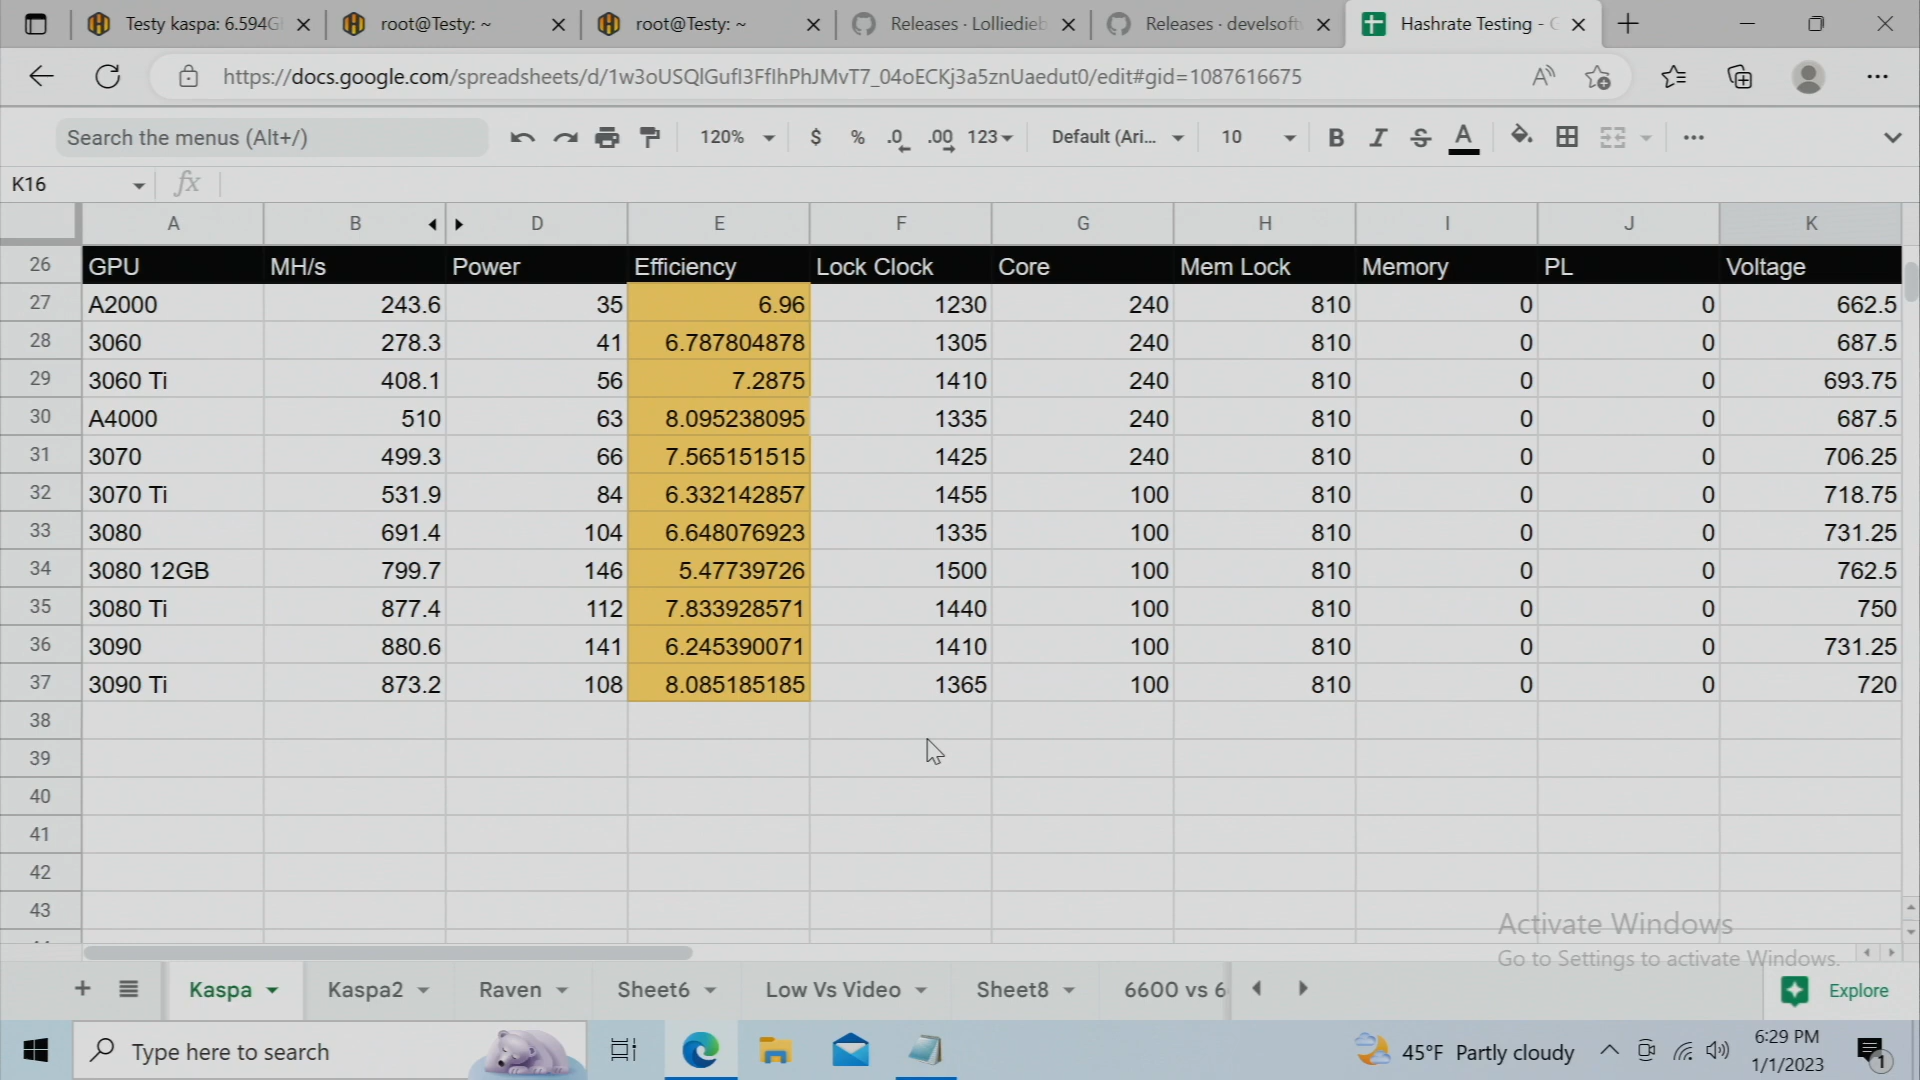 Testy kaspa: 6.594G
root@Testy: ~
root@Testy: ~
Releases · Lolliedieb
Releases · develsoft
Hashrate Testing -
https://docs.google.com/spreadsheets/d/1w3oUSQlGufl3FflhPhJMvT7_04oECKj3a5znUaedut0/edit#gid=1087616675
Search the menus (Alt+/)
120% $ % .0 .00 123 Default (Ari... 10 B I S A
K16 fx
A B D E F G H I J K
26 GPU MH/s Power Efficiency Lock Clock Core Mem Lock Memory PL Voltage
27 A2000 243.6 35 6.96 1230 240 810 0 0 662.5
28 3060 278.3 41 6.787804878 1305 240 810 0 0 687.5
29 3060 Ti 408.1 56 7.2875 1410 240 810 0 0 693.75
30 A4000 510 63 8.095238095 1335 240 810 0 0 687.5
31 3070 499.3 66 7.565151515 1425 240 810 0 0 706.25
32 3070 Ti 531.9 84 6.332142857 1455 100 810 0 0 718.75
33 3080 691.4 104 6.648076923 1335 100 810 0 0 731.25
34 3080 12GB 799.7 146 5.47739726 1500 100 810 0 0 762.5
35 3080 Ti 877.4 112 7.833928571 1440 100 810 0 0 750
36 3090 880.6 141 6.245390071 1410 100 810 0 0 731.25
37 3090 Ti 873.2 108 8.085185185 1365 100 810 0 0 720
38
39
40
41
42
43
Activate Windows
Go to Settings to activate Windows.
Kaspa Kaspa2 Raven Sheet6 Low Vs Video Sheet8 6600 vs 6 Explore
Type here to search
45°F Partly cloudy
6:29 PM
1/1/2023
1